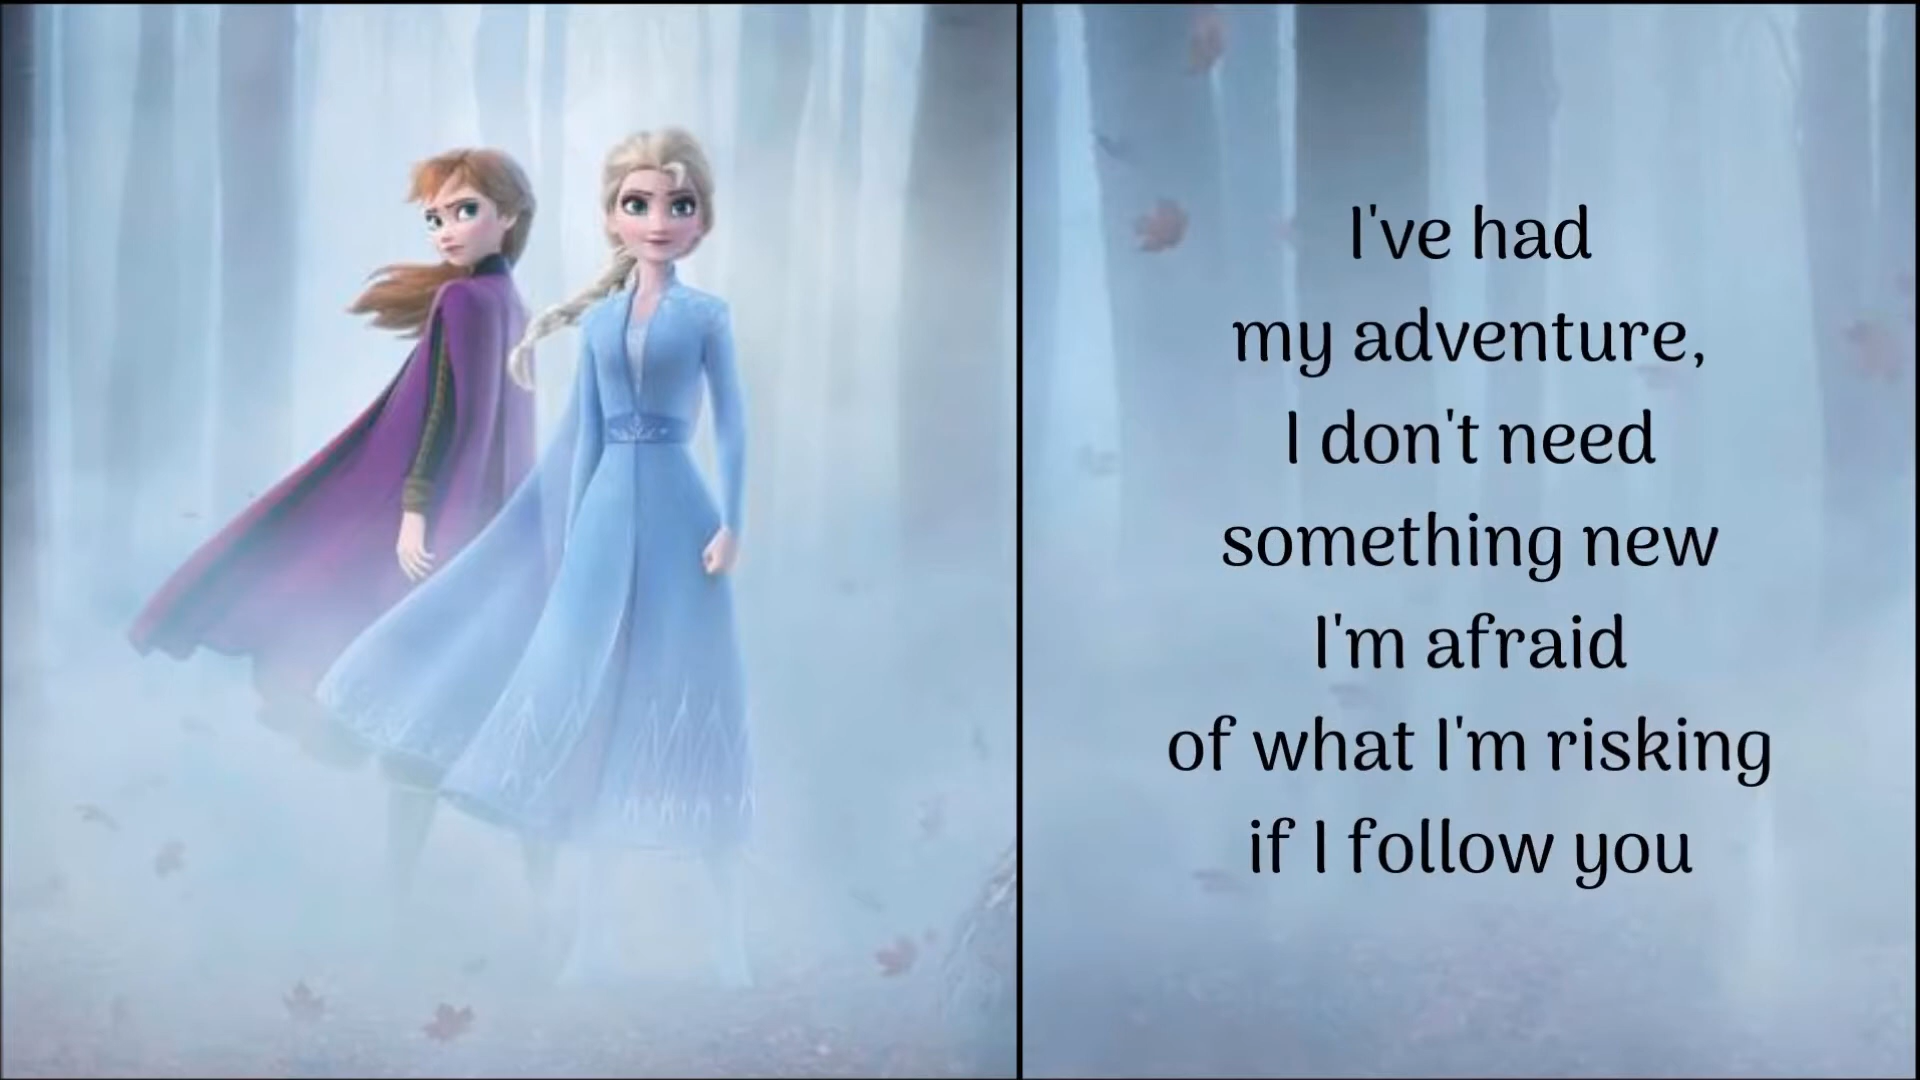 I've had
my adventure,
I don't need
something new
I'm afraid
of what I'm risking
if I follow you